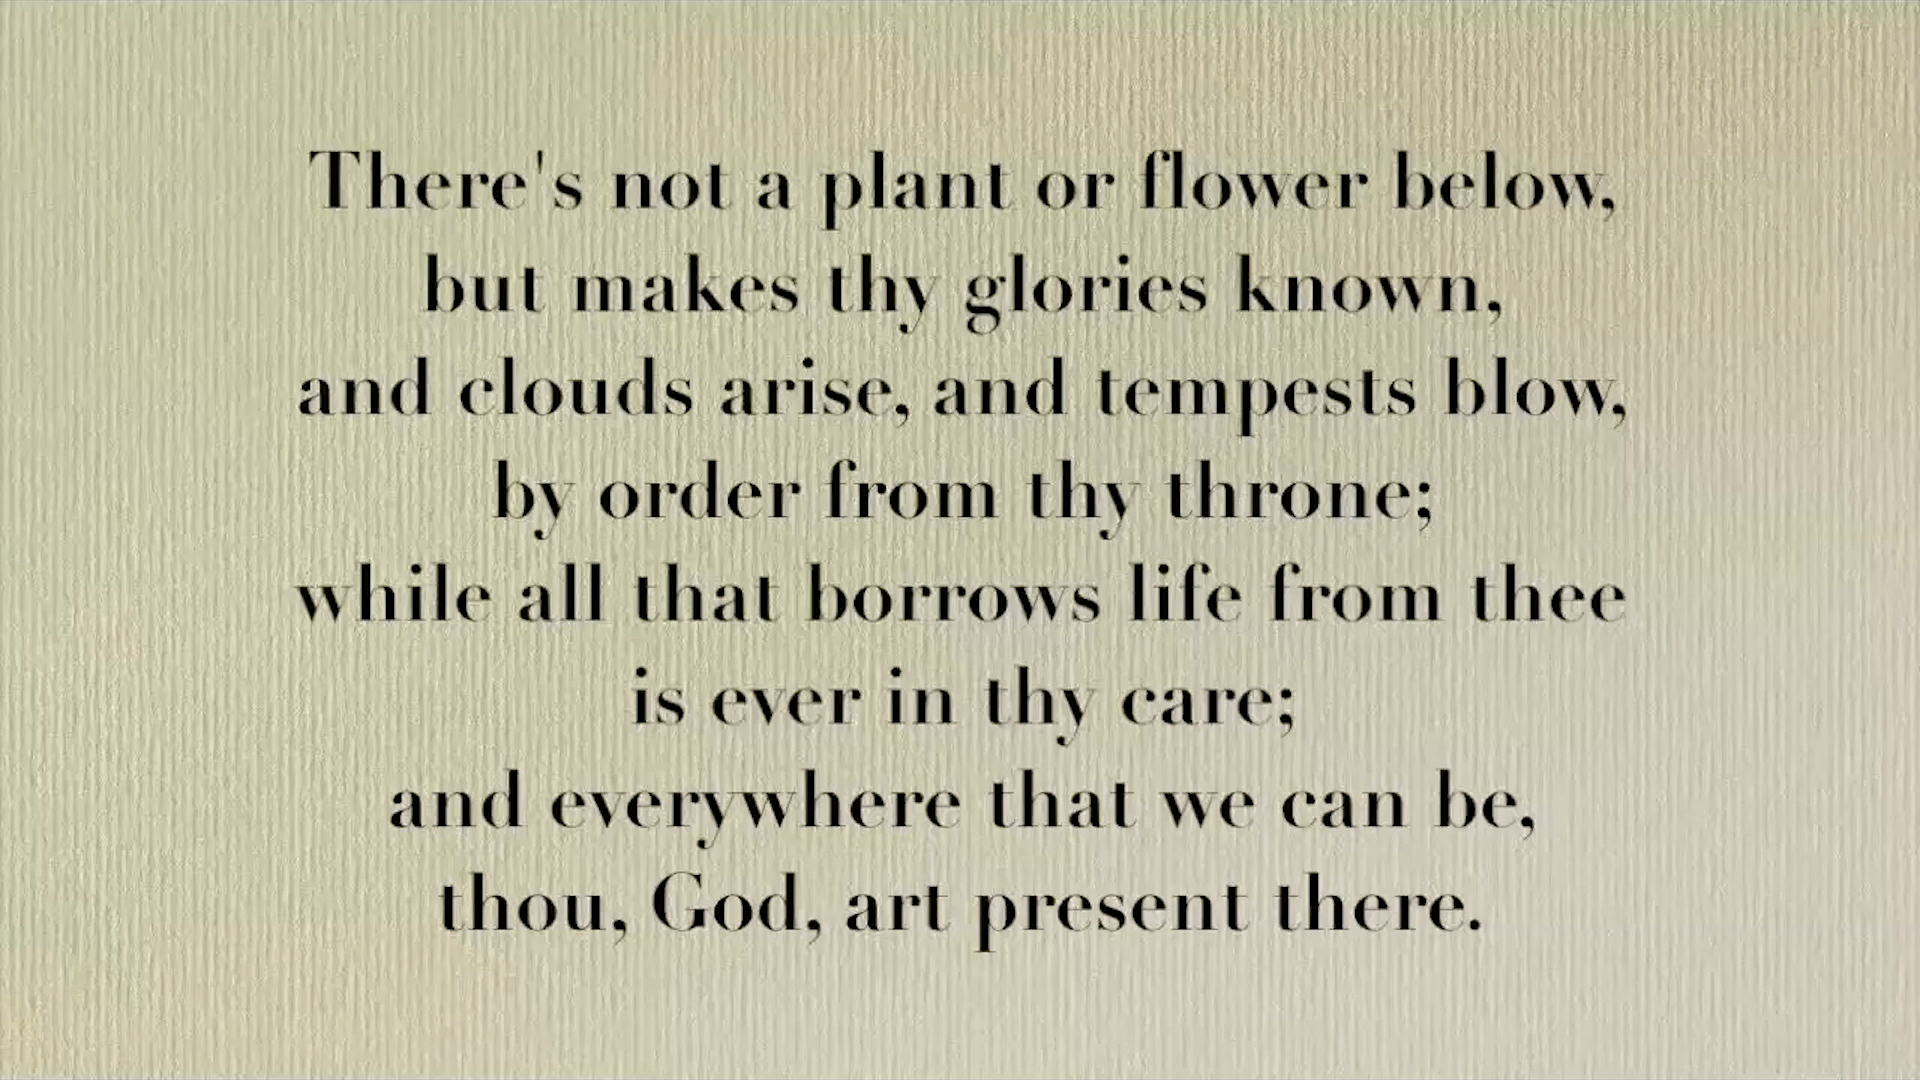 There's not a plant or flower below,
but makes thy glories known,
and clouds arise, and tempests blow,
by order from thy throne;
while all that borrows life from thee
is ever in thy care;
and everywhere that we can be,
thou, God, art present there.